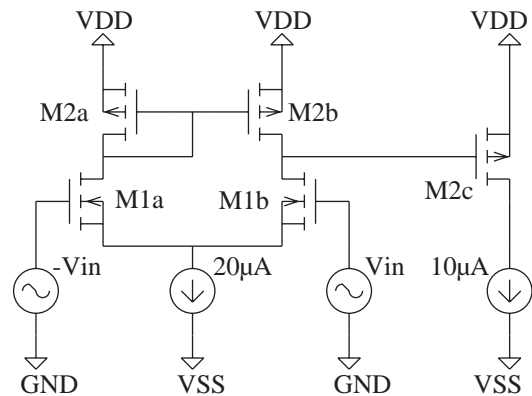 VDD VDD VDD
M2a M2b
M1a M1b M2c
-Vin 20µA Vin 10µA
GND VSS GND VSS